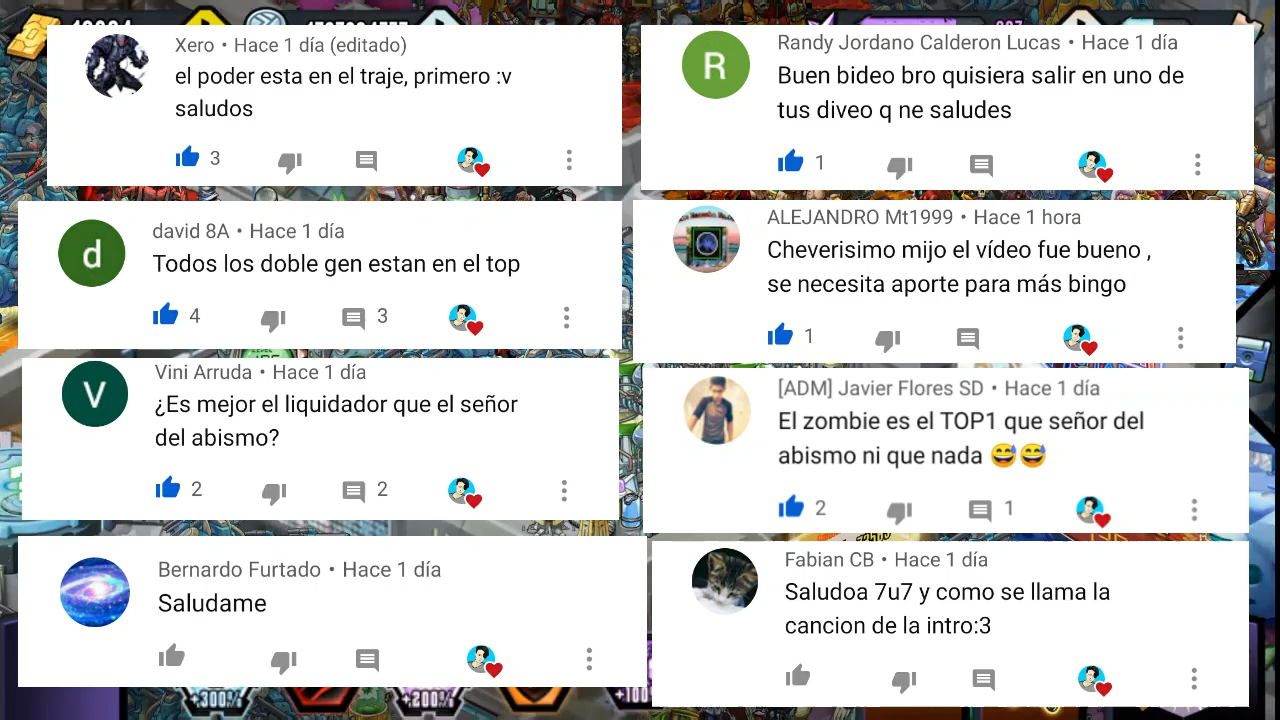 Xero • Hace 1 día (editado)
el poder esta en el traje, primero :v
saludos
3
david 8A • Hace 1 día
Todos los doble gen estan en el top
4
3
Vini Arruda • Hace 1 día
¿Es mejor el liquidador que el señor
del abismo?
2
2
Bernardo Furtado • Hace 1 día
Saludame
R
Randy Jordano Calderon Lucas • Hace 1 día
Buen bideo bro quisiera salir en uno de
tus diveo q ne saludes
1
ALEJANDRO Mt1999 • Hace 1 hora
Cheverisimo mijo el vídeo fue bueno ,
se necesita aporte para más bingo
1
[ADM] Javier Flores SD • Hace 1 día
El zombie es el TOP1 que señor del
abismo ni que nada 😅😅
2
1
Fabian CB • Hace 1 día
Saludoa 7u7 y como se llama la
cancion de la intro:3
d
V
+300%
+200%